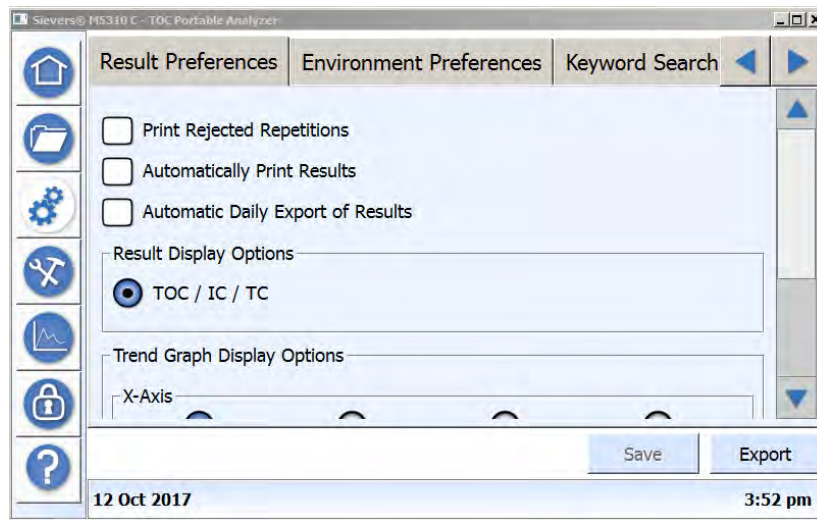 Sievers® M5310 C - TOC Portable Analyzer
Result Preferences Environment Preferences Keyword Search
Print Rejected Repetitions
Automatically Print Results
Automatic Daily Export of Results
Result Display Options
TOC / IC / TC
Trend Graph Display Options
X-Axis
Save Export
12 Oct 2017 3:52 pm